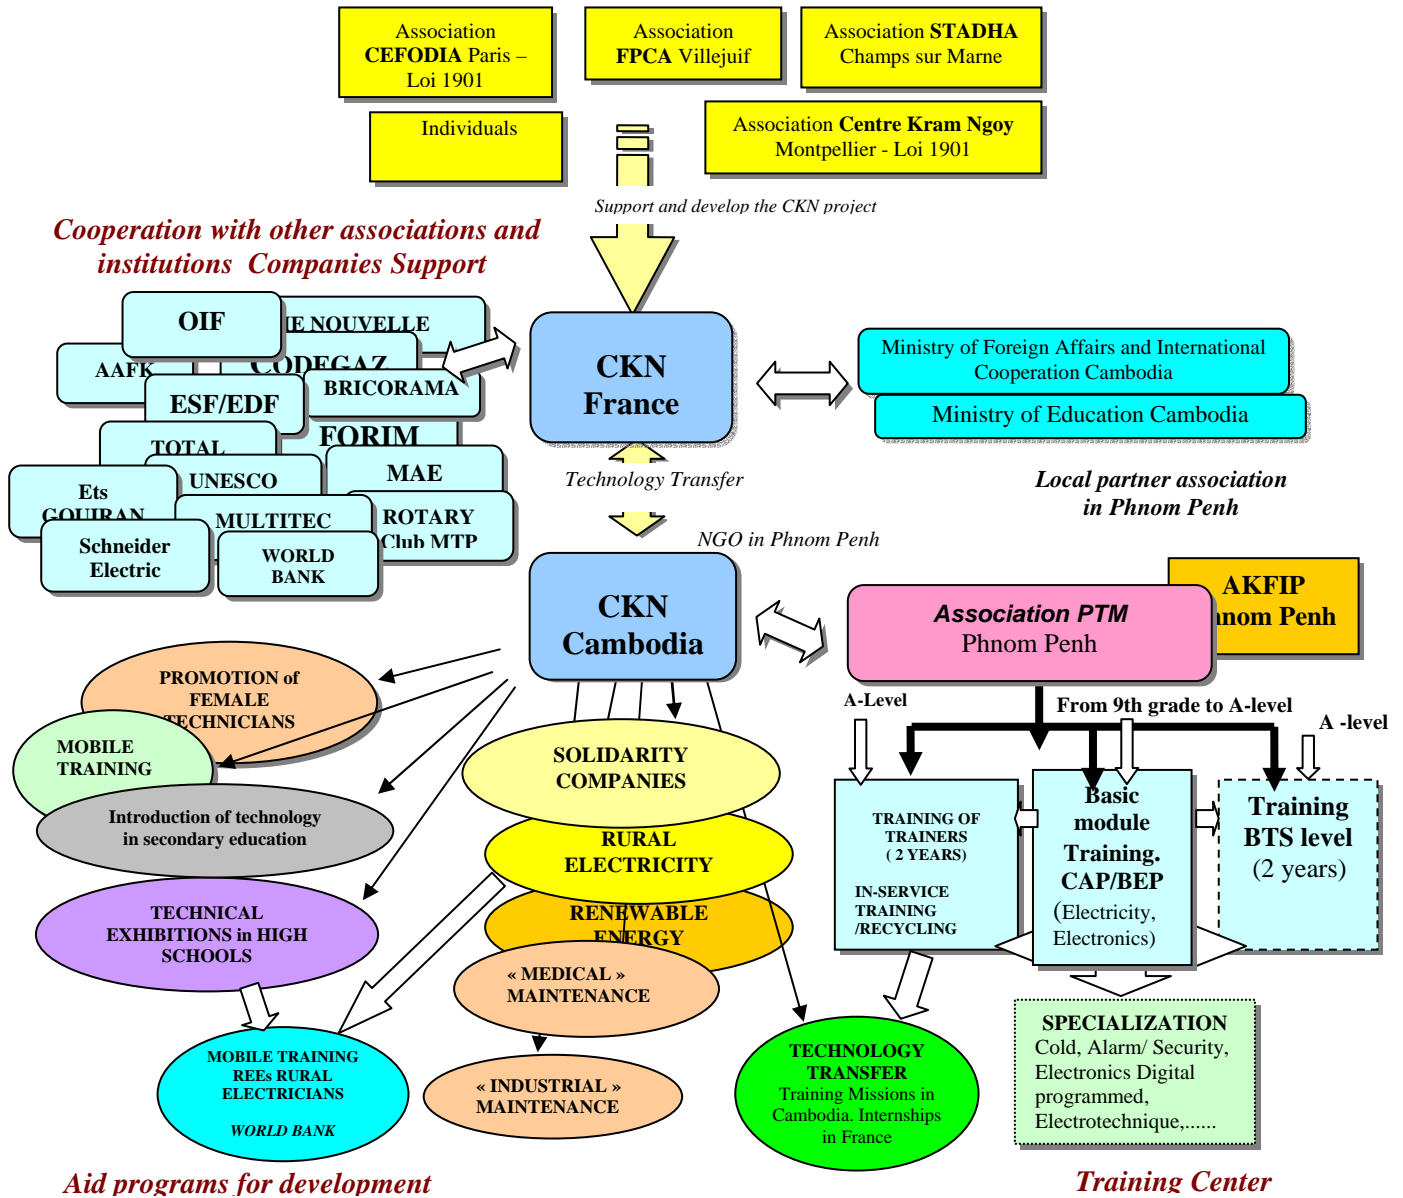 Association
CEFODIA Paris –
Loi 1901
Association
FPCA Villejuif
Association STADHA
Champs sur Marne
Individuals
Association Centre Kram Ngoy
Montpellier - Loi 1901
Support and develop the CKN project
Cooperation with other associations and
institutions Companies Support
OIF
NOUVELLE
AAFK
CODEGAZ
BRICORAMA
ESF/EDF
FORIM
TOTAL
UNESCO
MAE
Ets
GOUIRAN
MULTITEC
ROTARY
Club MTP
Schneider
Electric
WORLD
BANK
CKN
France
Ministry of Foreign Affairs and International
Cooperation Cambodia
Ministry of Education Cambodia
Technology Transfer
Local partner association
in Phnom Penh
NGO in Phnom Penh
CKN
Cambodia
Association PTM
Phnom Penh
AKFIP
Phnom Penh
PROMOTION of
FEMALE
TECHNICIANS
MOBILE
TRAINING
Introduction of technology
in secondary education
TECHNICAL
EXHIBITIONS in HIGH
SCHOOLS
MOBILE TRAINING
REEs RURAL
ELECTRICIANS
WORLD BANK
SOLIDARITY
COMPANIES
RURAL
ELECTRICITY
RENEWABLE
ENERGY
« MEDICAL »
MAINTENANCE
« INDUSTRIAL »
MAINTENANCE
TECHNOLOGY
TRANSFER
Training Missions in
Cambodia. Internships
in France
A-Level
From 9th grade to A-level
A -level
TRAINING OF
TRAINERS
( 2 YEARS)
IN-SERVICE
TRAINING
/RECYCLING
Basic
module
Training.
CAP/BEP
(Electricity,
Electronics)
Training
BTS level
(2 years)
SPECIALIZATION
Cold, Alarm/ Security,
Electronics Digital
programmed,
Electrotechnique,......
Aid programs for development
Training Center